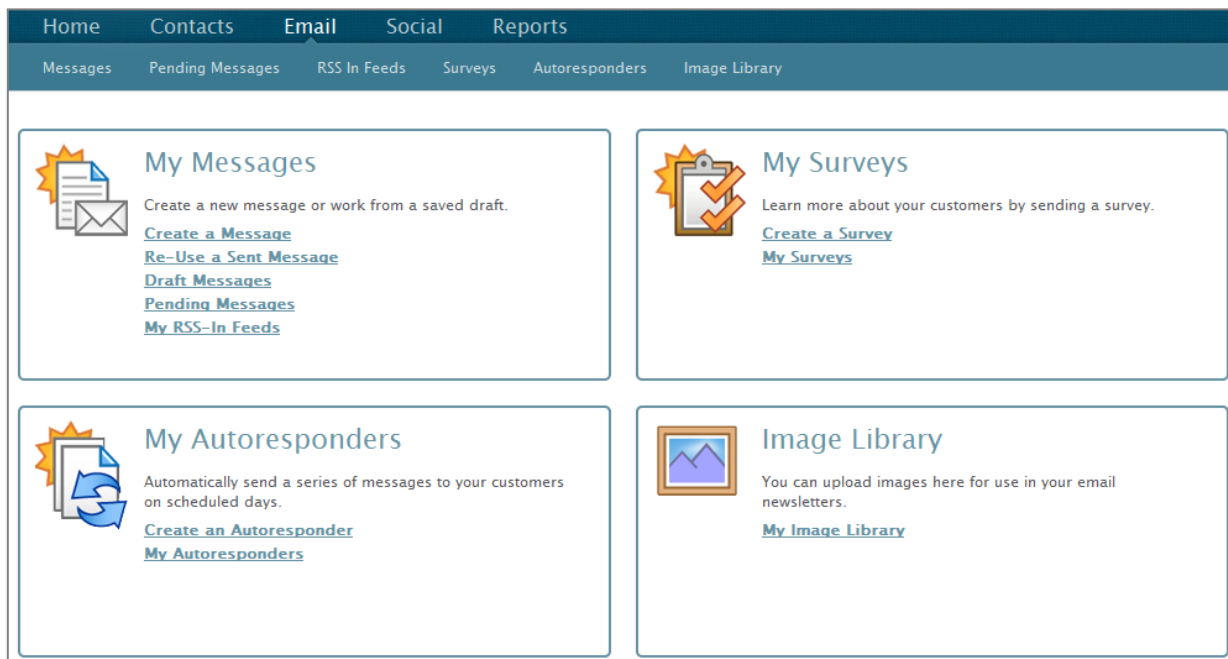 Home Contacts Email Social Reports
Messages Pending Messages RSS In Feeds Surveys Autoresponders Image Library
My Messages
Create a new message or work from a saved draft.
Create a Message
Re-Use a Sent Message
Draft Messages
Pending Messages
My RSS-In Feeds
My Surveys
Learn more about your customers by sending a survey.
Create a Survey
My Surveys
My Autoresponders
Automatically send a series of messages to your customers
on scheduled days.
Create an Autoresponder
My Autoresponders
Image Library
You can upload images here for use in your email
newsletters.
My Image Library